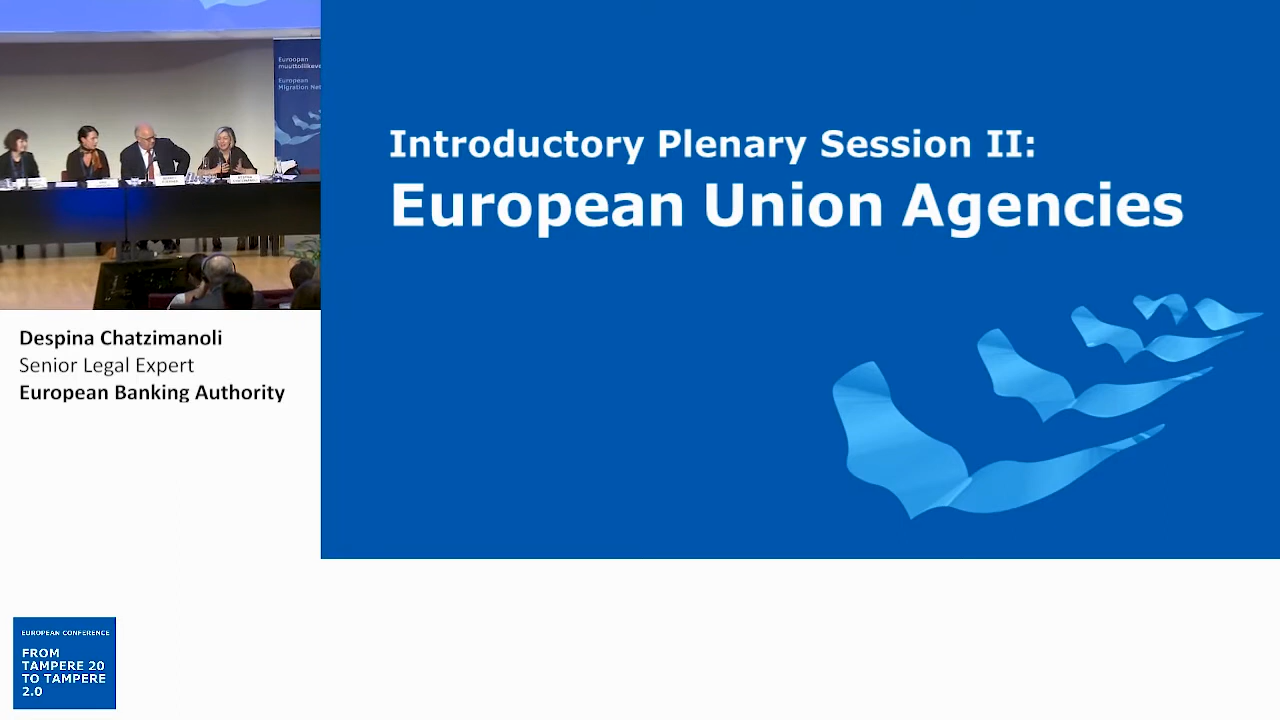 Euroopan
muuttoliikeve
European
Migration Net
Introductory Plenary Session II:
European Union Agencies
Despina Chatzimanoli
Senior Legal Expert
European Banking Authority
EUROPEAN CONFERENCE
FROM
TAMPERE 20
TO TAMPERE
2.0